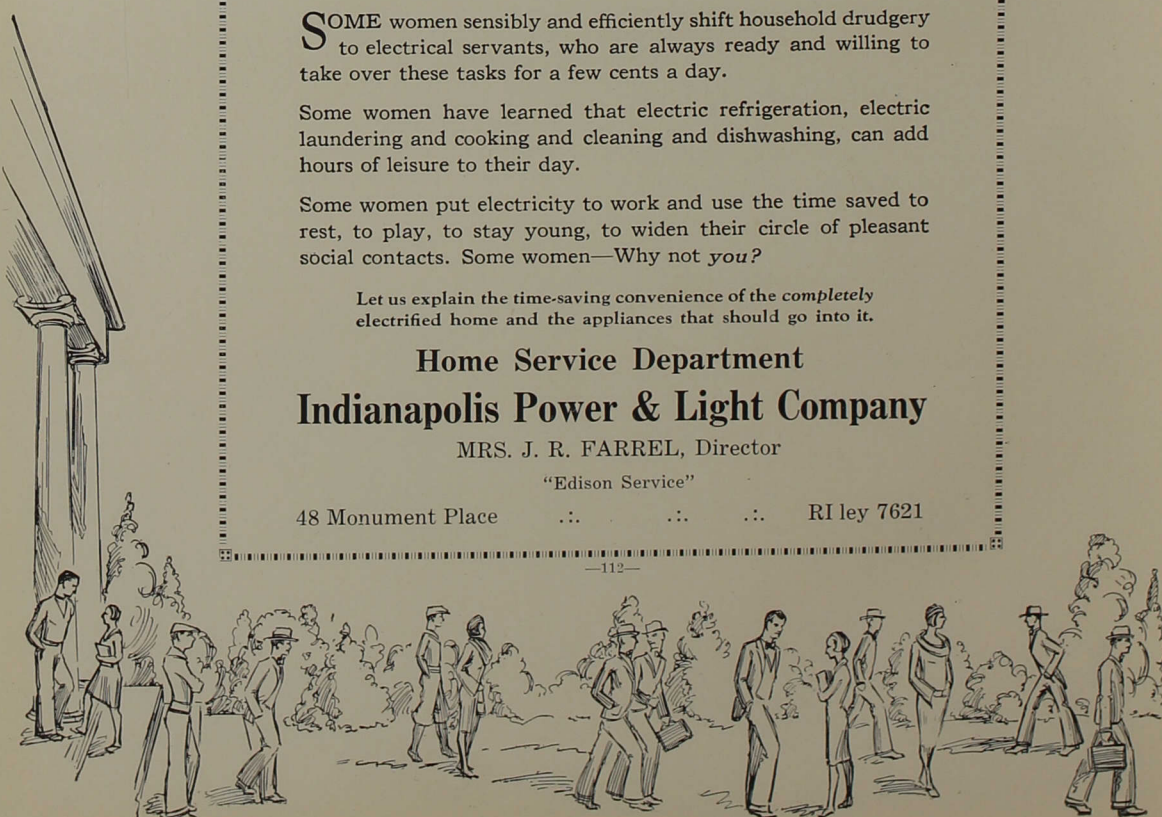 SOME women sensibly and efficiently shift household drudgery
to electrical servants, who are always ready and willing to
take over these tasks for a few cents a day.
Some women have learned that electric refrigeration, electric
laundering and cooking and cleaning and dishwashing, can add
hours of leisure to their day.
Some women put electricity to work and use the time saved to
rest, to play, to stay young, to widen their circle of pleasant
social contacts. Some women—Why not you?
Let us explain the time-saving convenience of the completely
electrified home and the appliances that should go into it.
Home Service Department
Indianapolis Power & Light Company
MRS. J. R. FARREL, Director
"Edison Service"
48 Monument Place .:. .:. .:. RI ley 7621
—112—